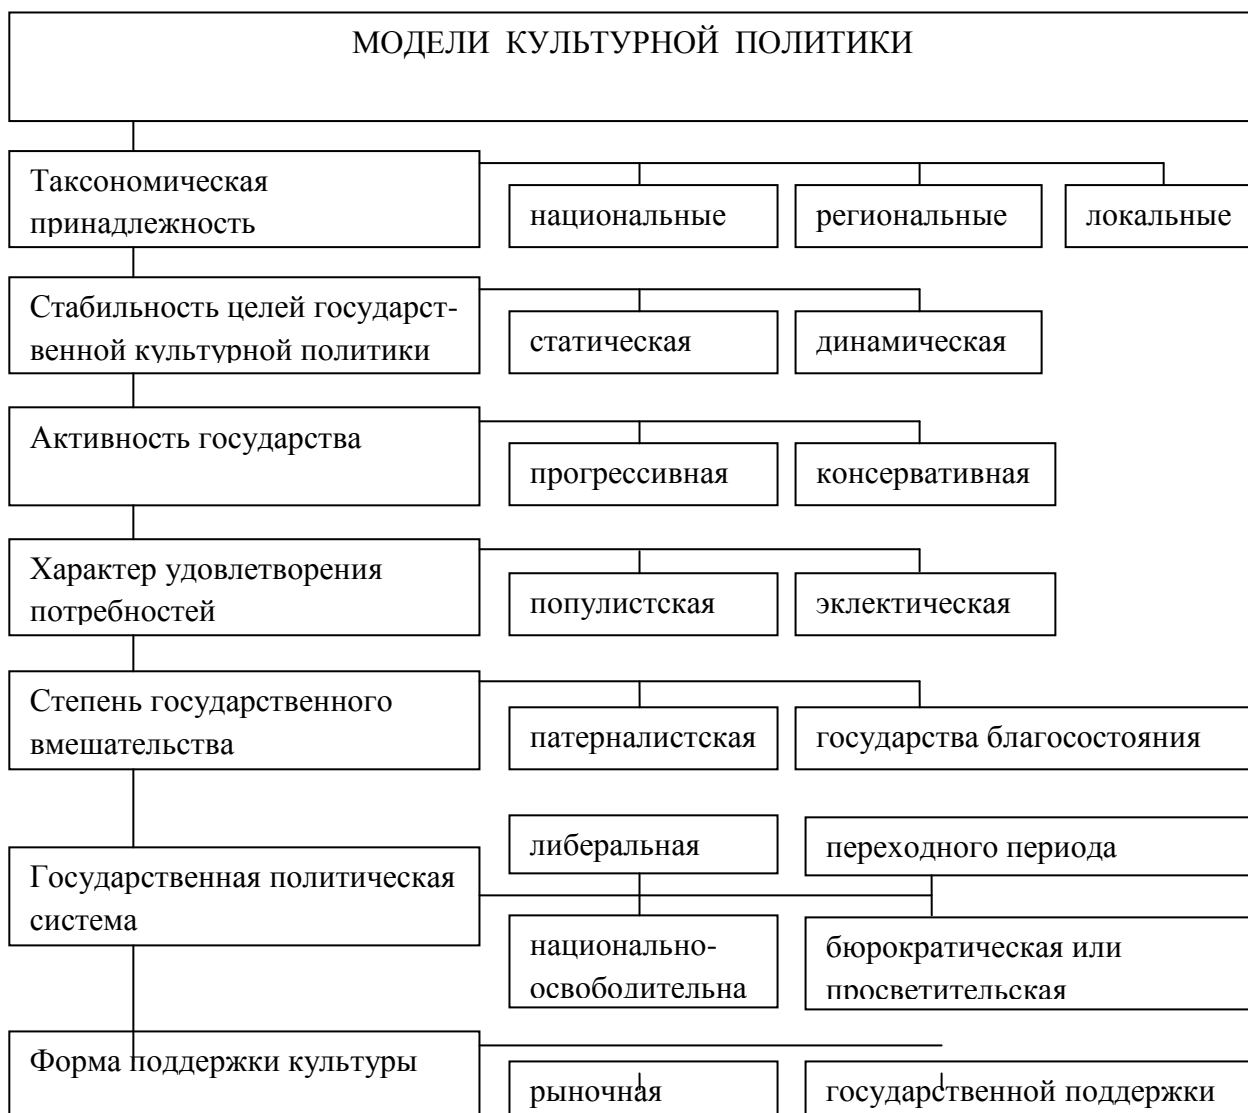 МОДЕЛИ КУЛЬТУРНОЙ ПОЛИТИКИ
Таксономическая
принадлежность
национальные
региональные
локальные
Стабильность целей государст-
венной культурной политики
статическая
динамическая
Активность государства
прогрессивная
консервативная
Характер удовлетворения
потребностей
популистская
эклектическая
Степень государственного
вмешательства
патерналистская
государства благосостояния
Государственная политическая
система
либеральная
переходного периода
национально-
освободительна
бюрократическая или
просветительская
Форма поддержки культуры
рыночная
государственной поддержки